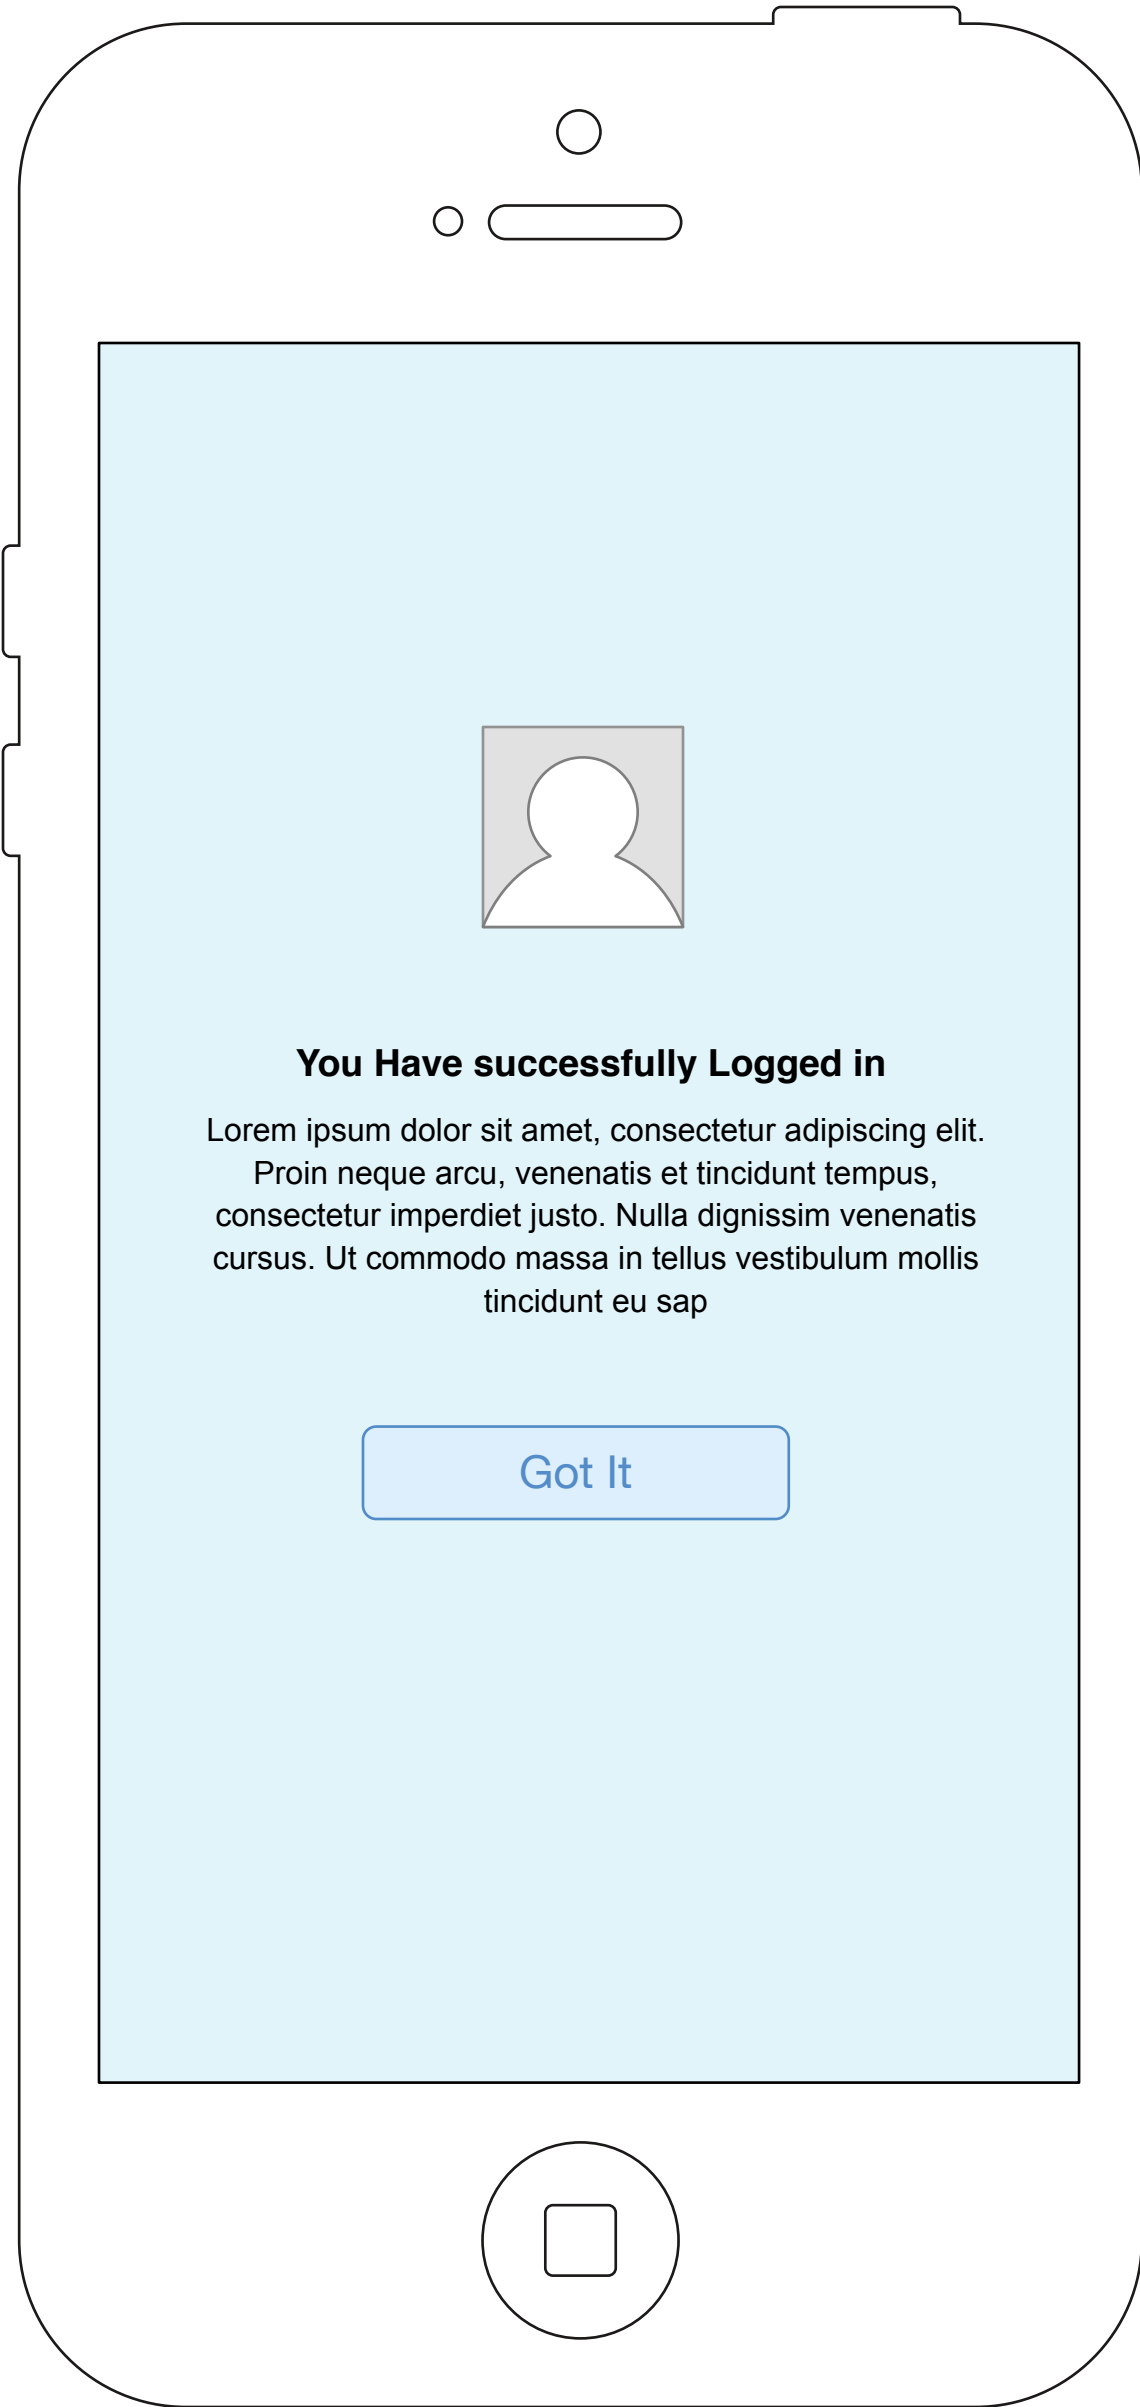 You Have successfully Logged in
Lorem ipsum dolor sit amet, consectetur adipiscing elit.
Proin neque arcu, venenatis et tincidunt tempus,
consectetur imperdiet justo. Nulla dignissim venenatis
cursus. Ut commodo massa in tellus vestibulum mollis
tincidunt eu sap
Got It